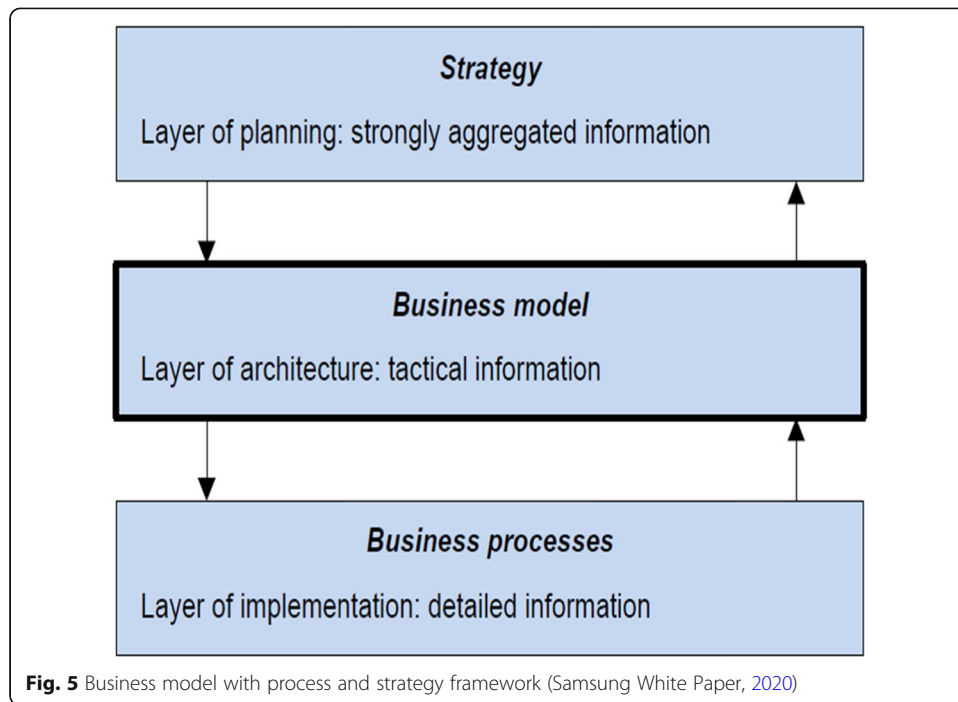 Strategy
Layer of planning: strongly aggregated information
Business model
Layer of architecture: tactical information
Business processes
Layer of implementation: detailed information
Fig. 5 Business model with process and strategy framework (Samsung White Paper, 2020)